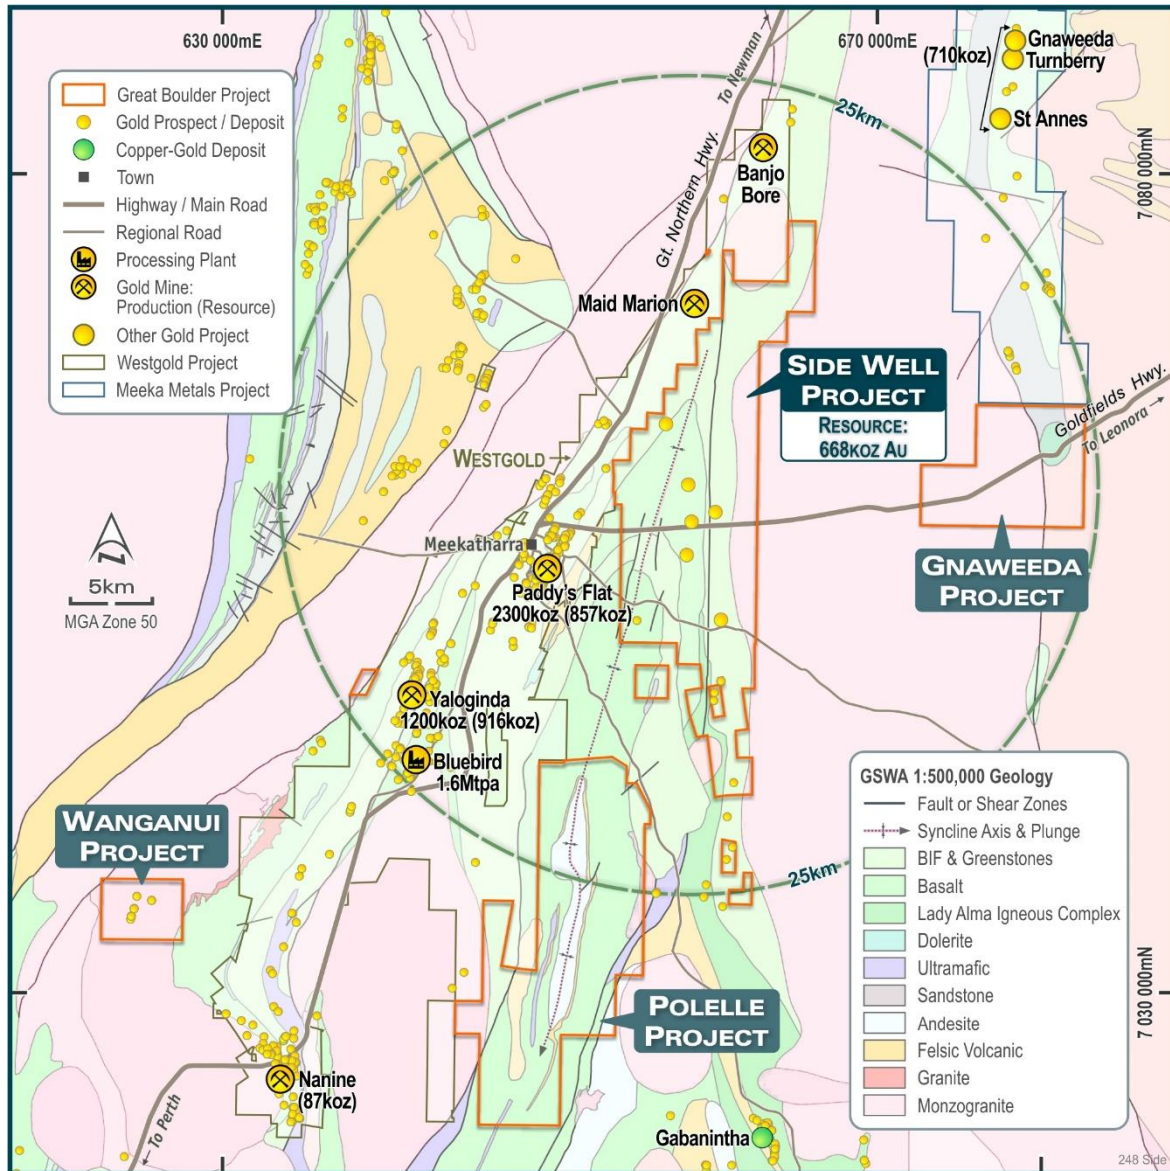 630 000mE
670 000mE
To Newman
Gnaweeda
(710koz)
Turnberry
St Annes
25km
Great Boulder Project
Gold Prospect / Deposit
Copper-Gold Deposit
Town
Highway / Main Road
Regional Road
Processing Plant
Gold Mine:
Production (Resource)
Other Gold Project
Westgold Project
Meeka Metals Project
Banjo
Bore
7 080 000mN
Gt. Northern Hwy.
Maid Marion
SIDE WELL
PROJECT
RESOURCE:
668KOZ AU
Goldfields Hwy.
To Leonora
WESTGOLD
N
5km
MGA Zone 50
Meekatharra
Paddy's Flat
2300koz (857koz)
GNAWEEDA
PROJECT
Yaloginda
1200koz (916koz)
Bluebird
1.6Mtpa
WANGANUI
PROJECT
25km
GSWA 1:500,000 Geology
Fault or Shear Zones
Syncline Axis & Plunge
BIF & Greenstones
Basalt
Lady Alma Igneous Complex
Dolerite
Ultramafic
Sandstone
Andesite
Felsic Volcanic
Granite
Monzogranite
POLELLE
PROJECT
7 030 000mN
Nanine
(87koz)
To Perth
Gabanintha
248 Side